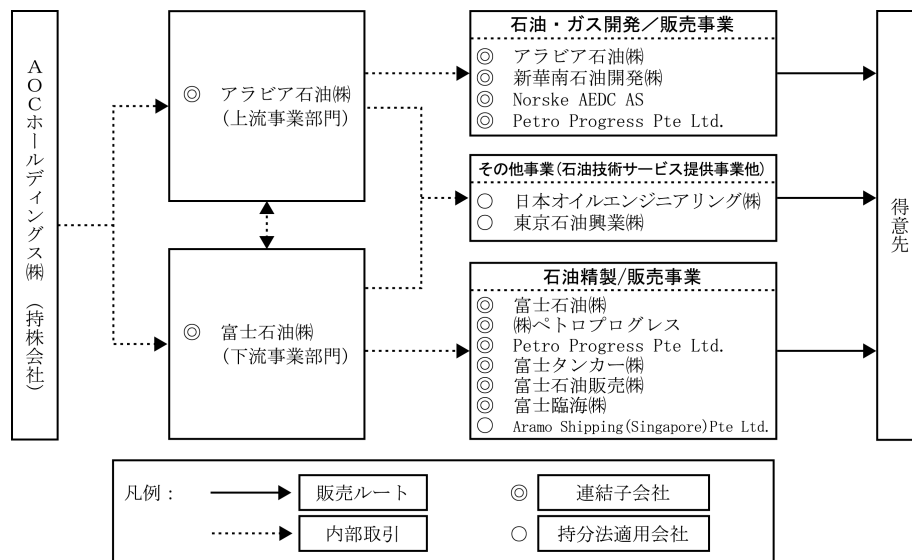 AOCホールディングス㈱ (持株会社)
◎ アラビア石油㈱
(上流事業部門)
◎ 富士石油㈱
(下流事業部門)
石油・ガス開発／販売事業
◎ アラビア石油㈱
◎ 新華南石油開発㈱
◎ Norske AEDC AS
◎ Petro Progress Pte Ltd.
その他事業(石油技術サービス提供事業他)
○ 日本オイルエンジニアリング㈱
○ 東京石油興業㈱
石油精製/販売事業
◎ 富士石油㈱
◎ ㈱ペトロプログレス
◎ Petro Progress Pte Ltd.
◎ 富士タンカー㈱
◎ 富士石油販売㈱
◎ 富士臨海㈱
○ Aramo Shipping(Singapore)Pte Ltd.
得意先
凡例： 販売ルート ◎ 連結子会社
内部取引 ○ 持分法適用会社